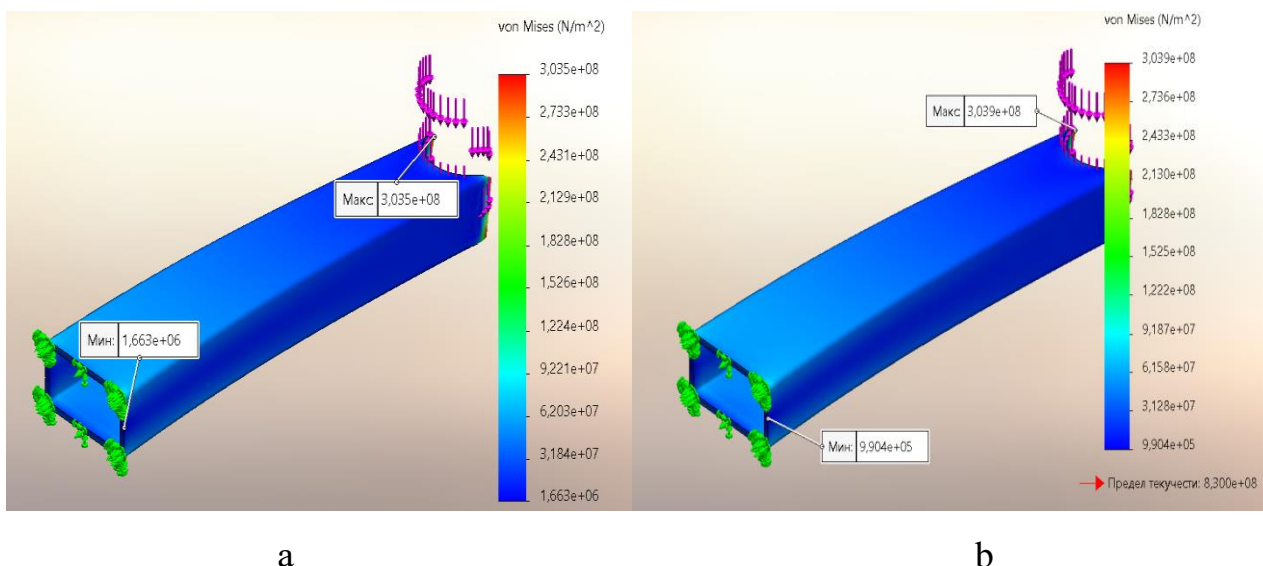 von Mises (N/m^2)
3,035e+08
2,733e+08
2,431e+08
2,129e+08
1,828e+08
1,526e+08
1,224e+08
9,221e+07
6,203e+07
3,184e+07
1,663e+06
Макс: 3,035e+08
Мин: 1,663e+06
a
von Mises (N/m^2)
3,039e+08
2,736e+08
2,433e+08
2,130e+08
1,828e+08
1,525e+08
1,222e+08
9,187e+07
6,158e+07
3,128e+07
9,904e+05
Макс: 3,039e+08
Мин: 9,904e+05
Предел текучести: 8,300e+08
b